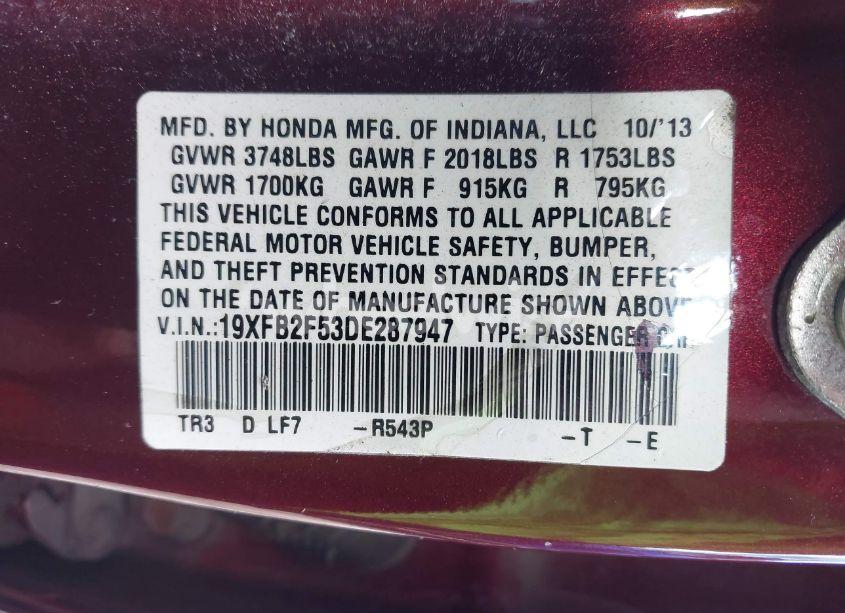 MFD. BY HONDA MFG. OF INDIANA, LLC 10/'13
GVWR 3748LBS GAWR F 2018LBS R 1753LBS
GVWR 1700KG GAWR F 915KG R 795KG
THIS VEHICLE CONFORMS TO ALL APPLICABLE
FEDERAL MOTOR VEHICLE SAFETY, BUMPER,
AND THEFT PREVENTION STANDARDS IN EFFECT
ON THE DATE OF MANUFACTURE SHOWN ABOVE
V.I.N.:19XFB2F53DE287947 TYPE: PASSENGER
TR3 D LF7 -R543P -T -E